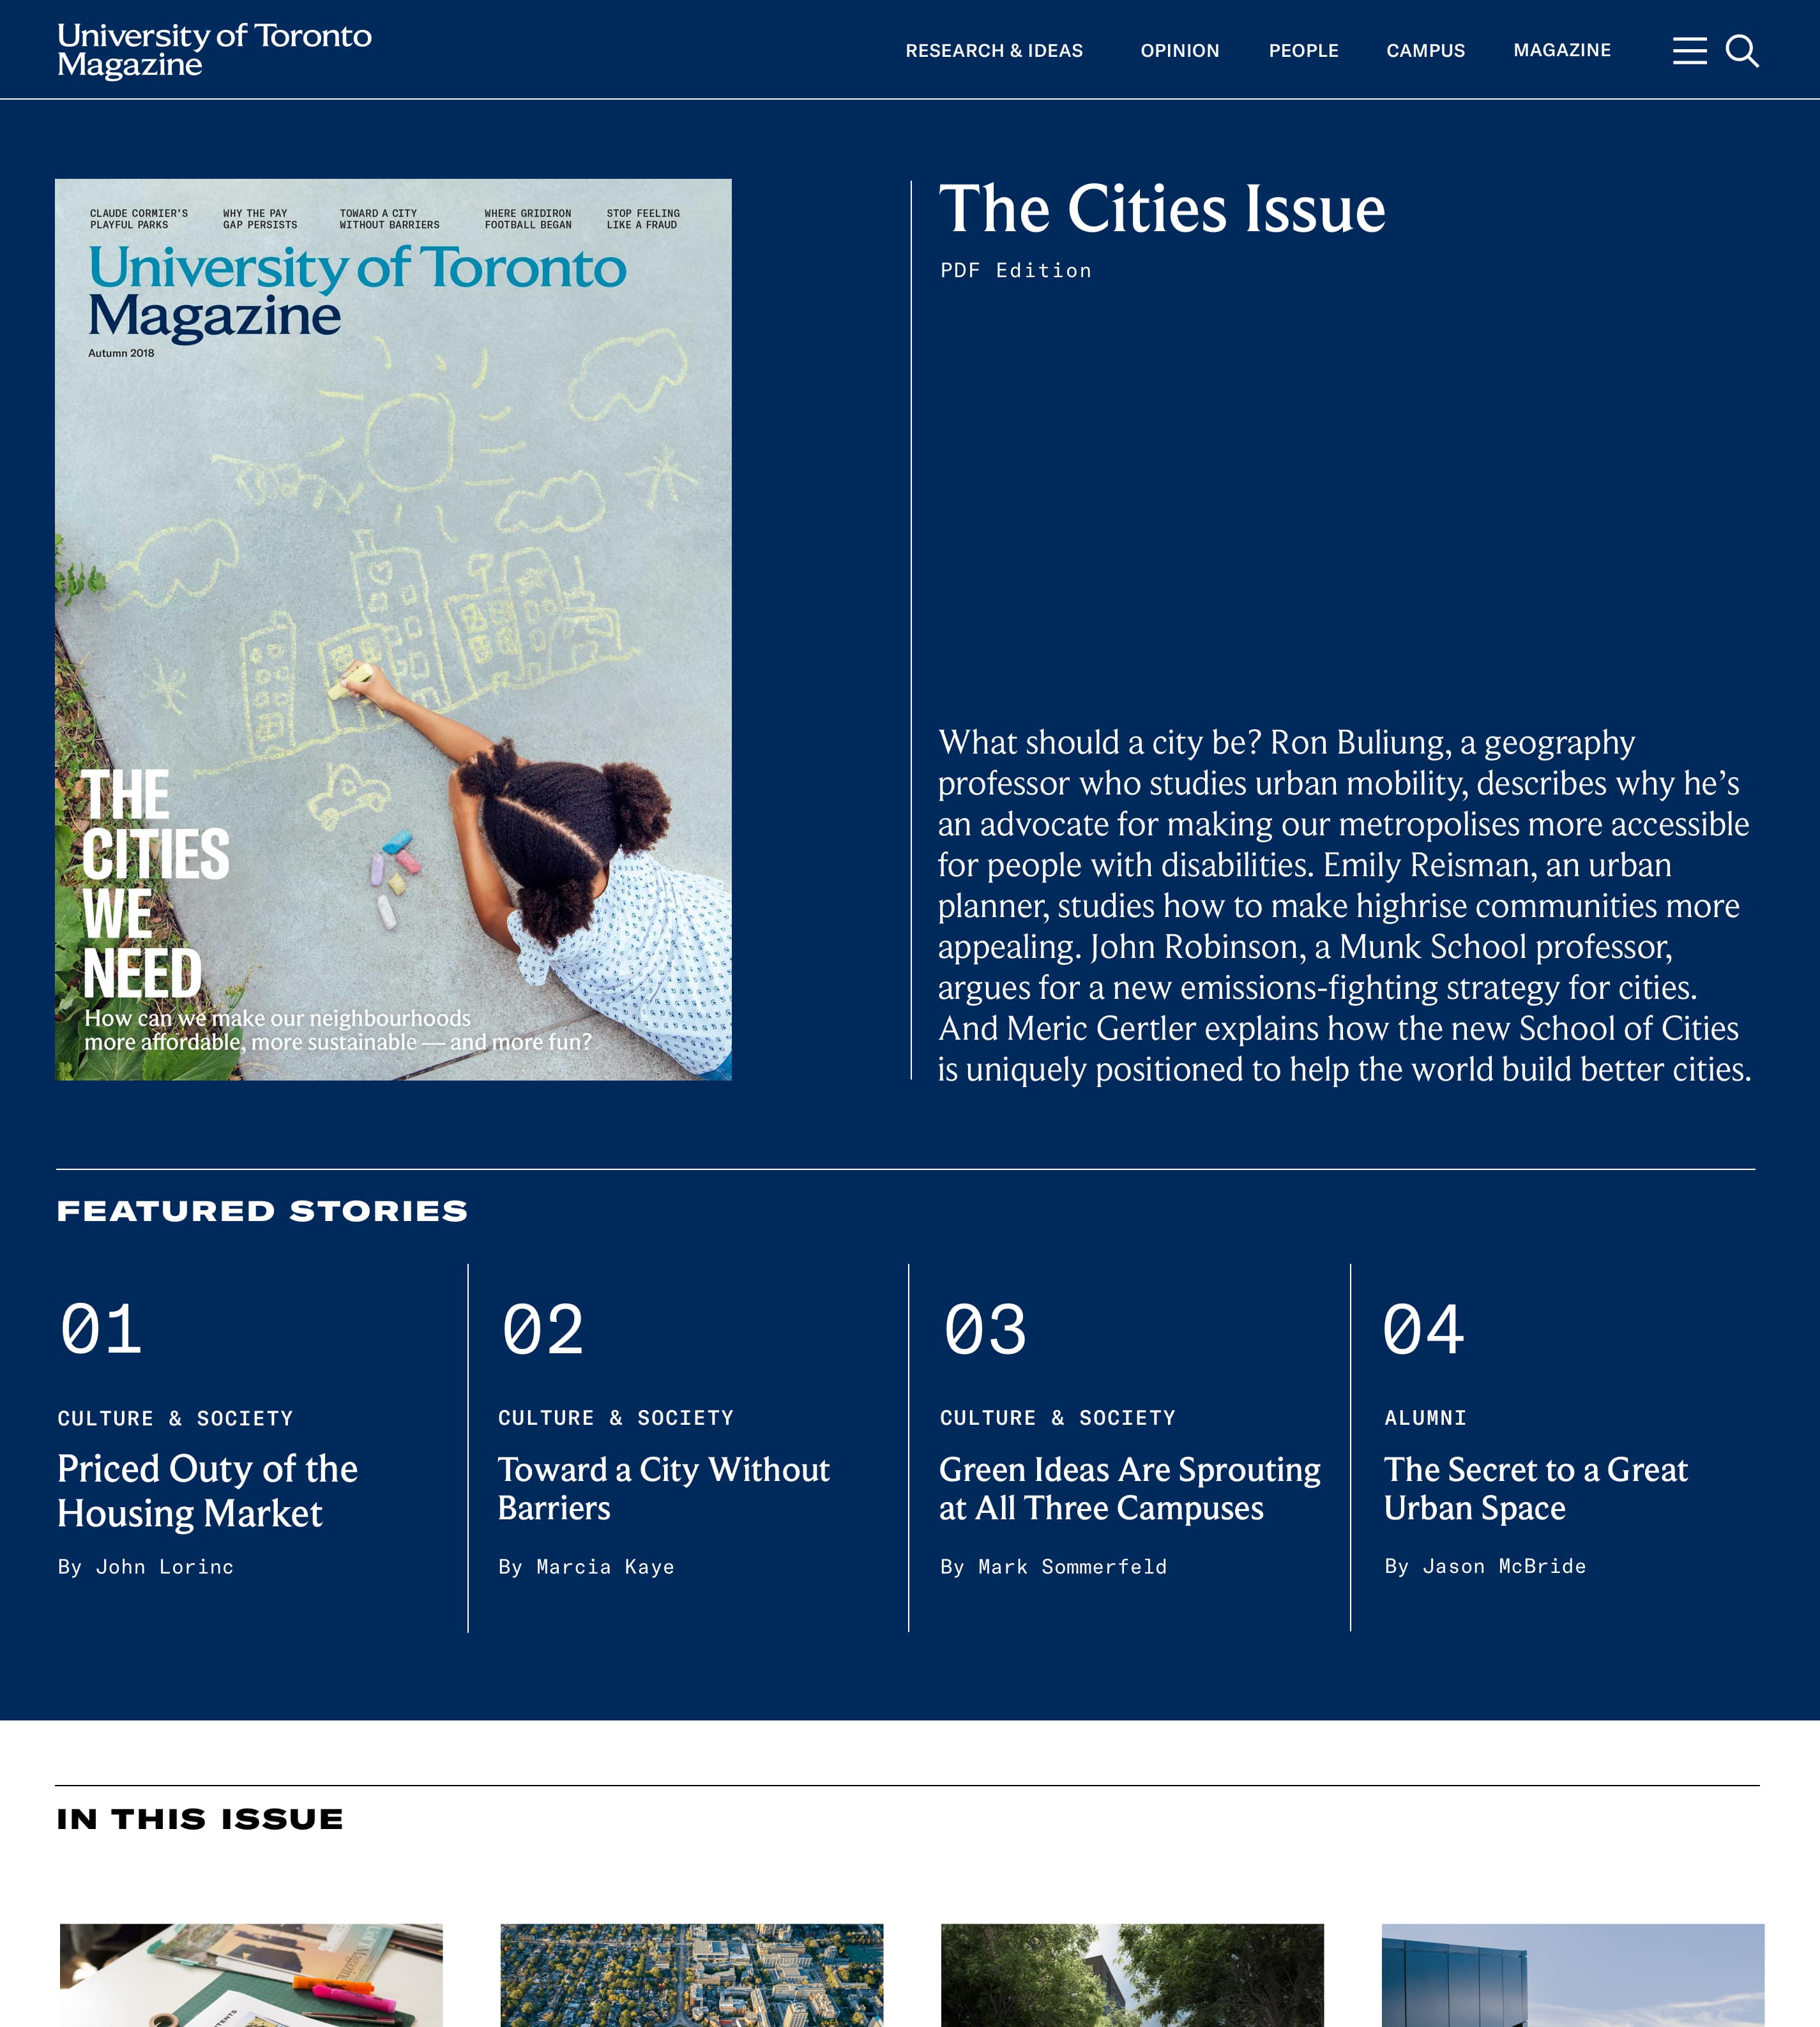 University of Toronto
Magazine
RESEARCH & IDEAS
OPINION
PEOPLE
CAMPUS
MAGAZINE
CLAUDE CORMIER'S
PLAYFUL PARKS
WHY THE PAY
GAP PERSISTS
TOWARD A CITY
WITHOUT BARRIERS
WHERE GRIDIRON
FOOTBALL BEGAN
STOP FEELING
LIKE A FRAUD
University of Toronto
Magazine
Autumn 2018
THE
CITIES
WE
NEED
How can we make our neighbourhoods
more affordable, more sustainable — and more fun?
The Cities Issue
PDF Edition
What should a city be? Ron Buliung, a geography
professor who studies urban mobility, describes why he's
an advocate for making our metropolises more accessible
for people with disabilities. Emily Reisman, an urban
planner, studies how to make highrise communities more
appealing. John Robinson, a Munk School professor,
argues for a new emissions-fighting strategy for cities.
And Meric Gertler explains how the new School of Cities
is uniquely positioned to help the world build better cities.
FEATURED STORIES
01
CULTURE & SOCIETY
Priced Outy of the
Housing Market
By John Lorinc
02
CULTURE & SOCIETY
Toward a City Without
Barriers
By Marcia Kaye
03
CULTURE & SOCIETY
Green Ideas Are Sprouting
at All Three Campuses
By Mark Sommerfeld
04
ALUMNI
The Secret to a Great
Urban Space
By Jason McBride
IN THIS ISSUE